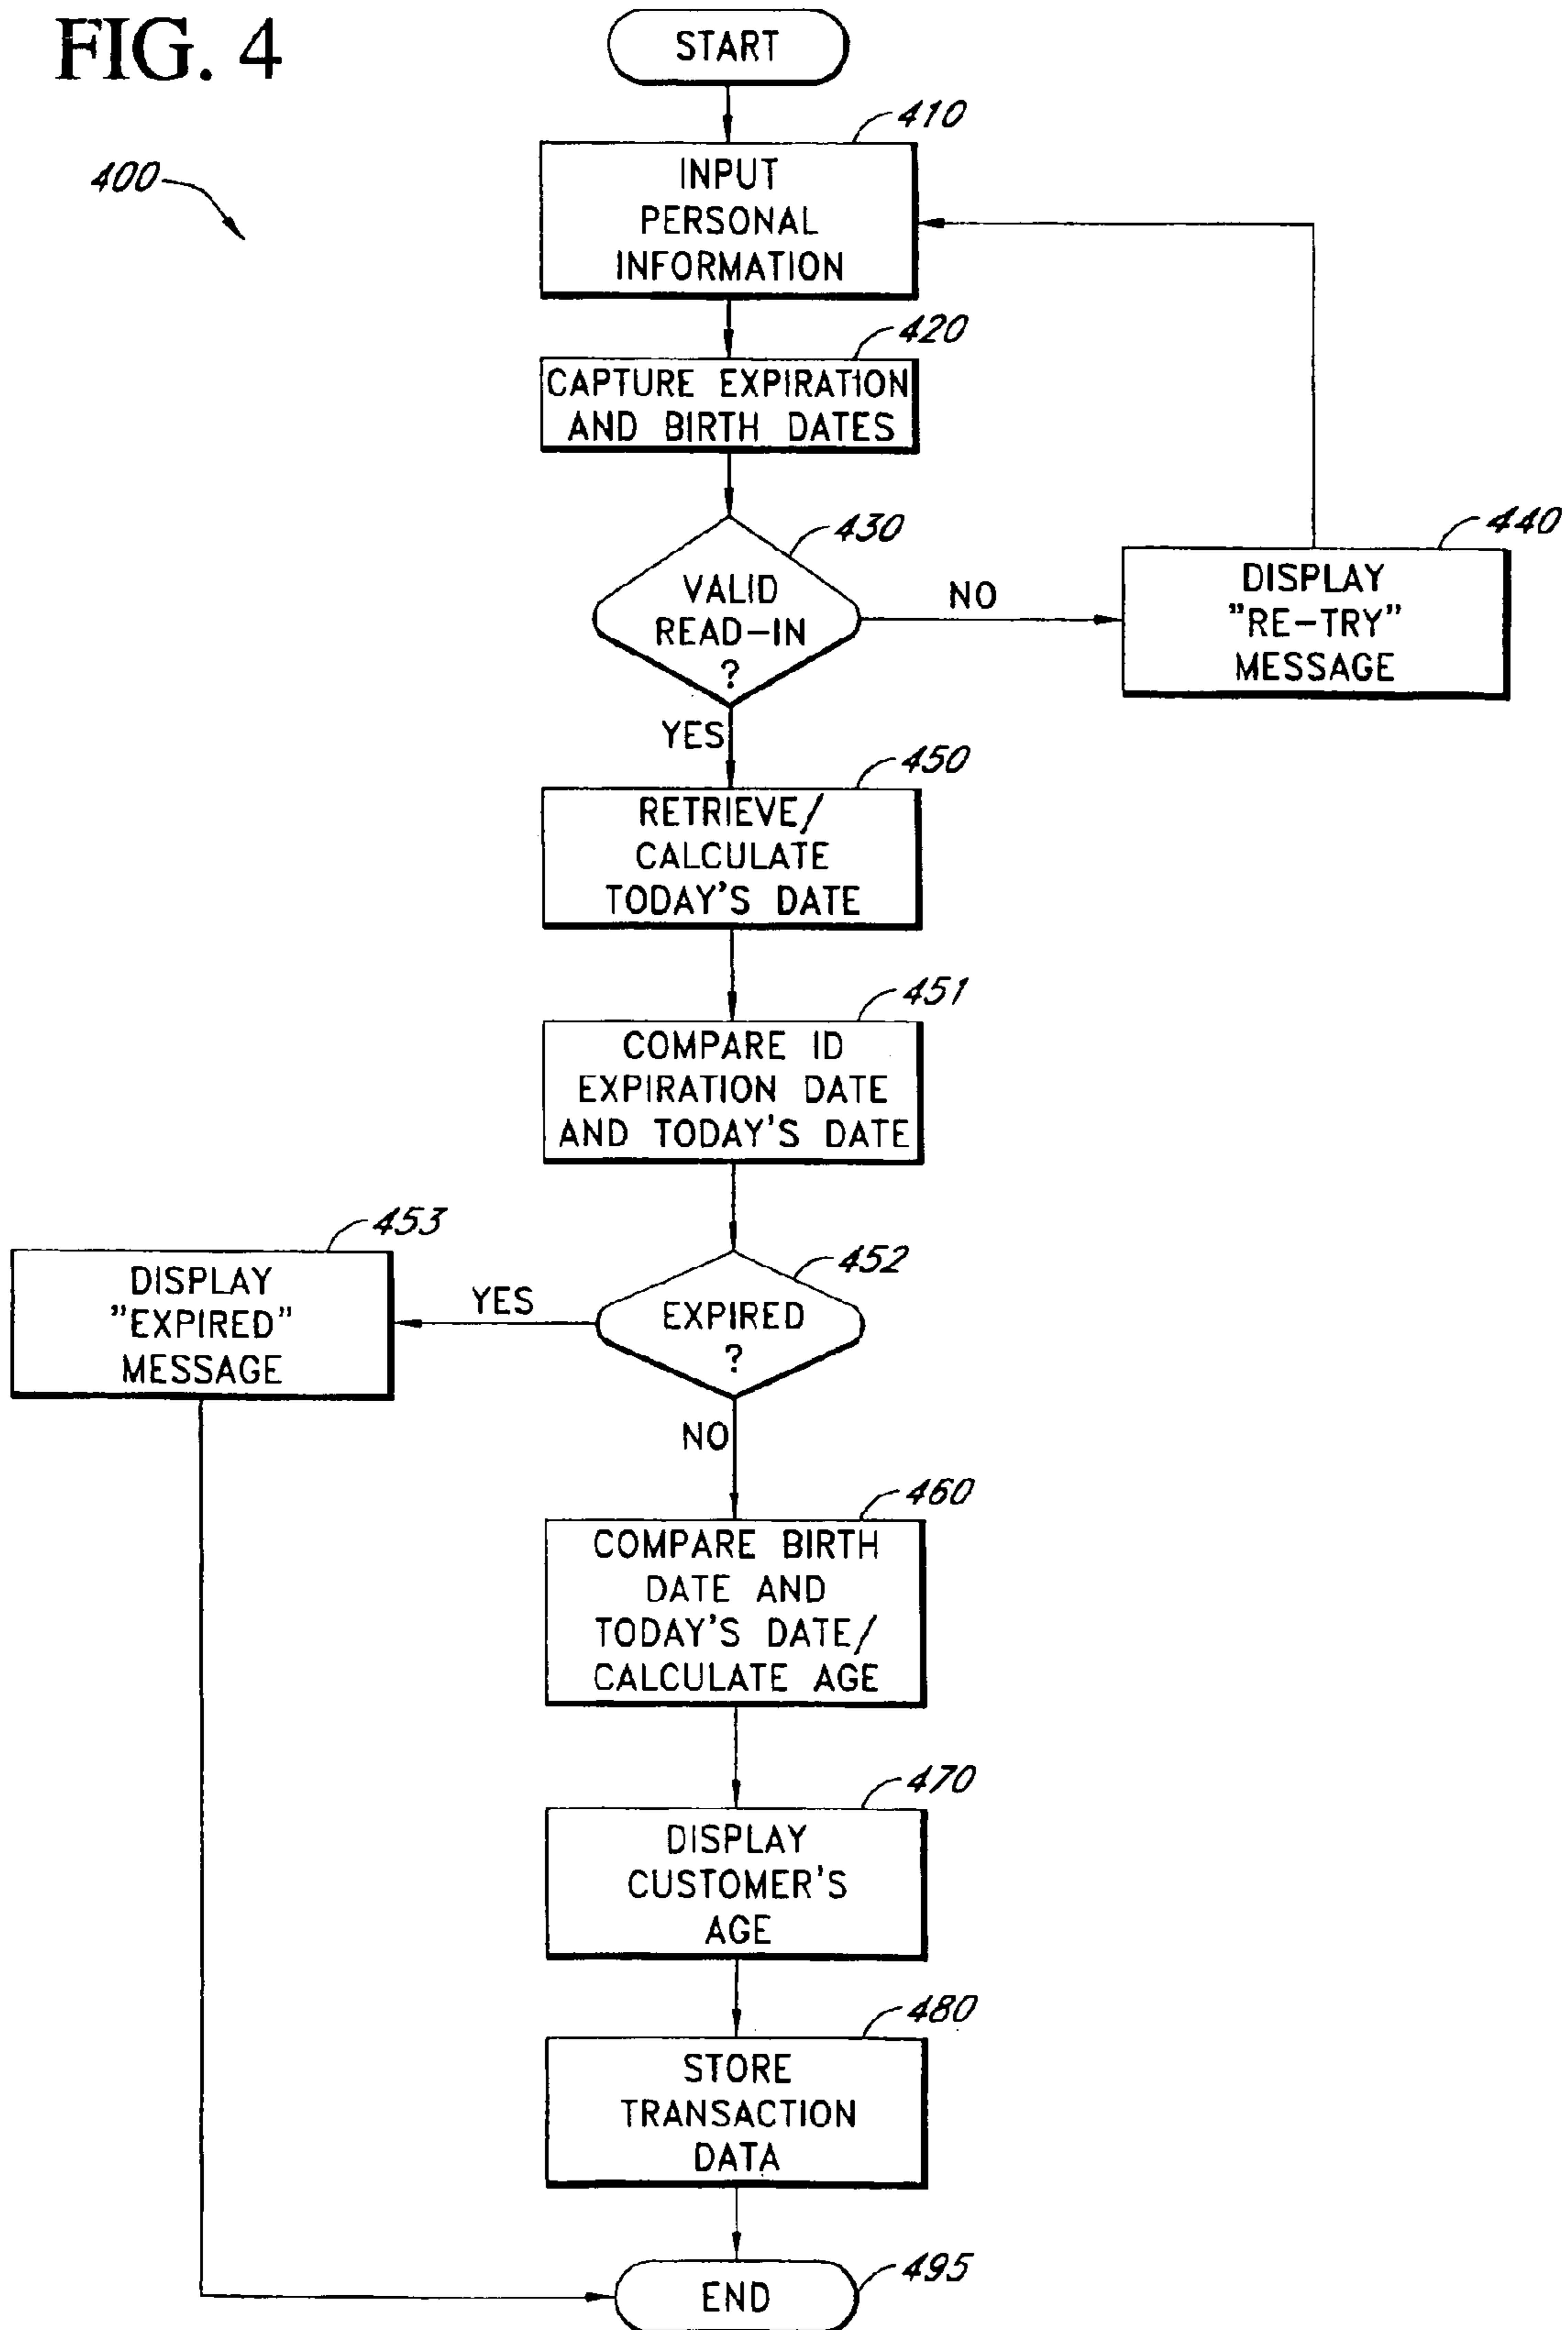 FIG. 4
START
400
410
INPUT
PERSONAL
INFORMATION
420
CAPTURE EXPIRATION
AND BIRTH DATES
430
VALID
READ-IN
?
NO
440
DISPLAY
"RE-TRY"
MESSAGE
YES
450
RETRIEVE/
CALCULATE
TODAY'S DATE
451
COMPARE ID
EXPIRATION DATE
AND TODAY'S DATE
452
EXPIRED
?
YES
453
DISPLAY
"EXPIRED"
MESSAGE
NO
460
COMPARE BIRTH
DATE AND
TODAY'S DATE/
CALCULATE AGE
470
DISPLAY
CUSTOMER'S
AGE
480
STORE
TRANSACTION
DATA
495
END